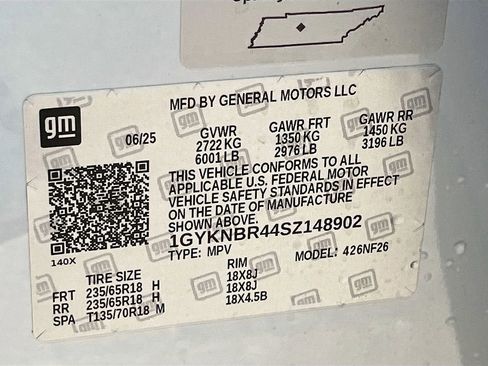 gm
MFD BY GENERAL MOTORS LLC
06/25
GVWR
2722 KG
6001 LB
GAWR FRT
1350 KG
2976 LB
GAWR RR
1450 KG
3196 LB
THIS VEHICLE CONFORMS TO ALL
APPLICABLE U.S. FEDERAL MOTOR
VEHICLE SAFETY STANDARDS IN EFFECT
ON THE DATE OF MANUFACTURE
SHOWN ABOVE.
1GYKNBR44SZ148902
TYPE: MPV
MODEL: 426NF26
140X
TIRE SIZE RIM
FRT 235/65R18 H 18X8J
RR 235/65R18 H 18X8J
SPA T135/70R18 M 18X4.5B